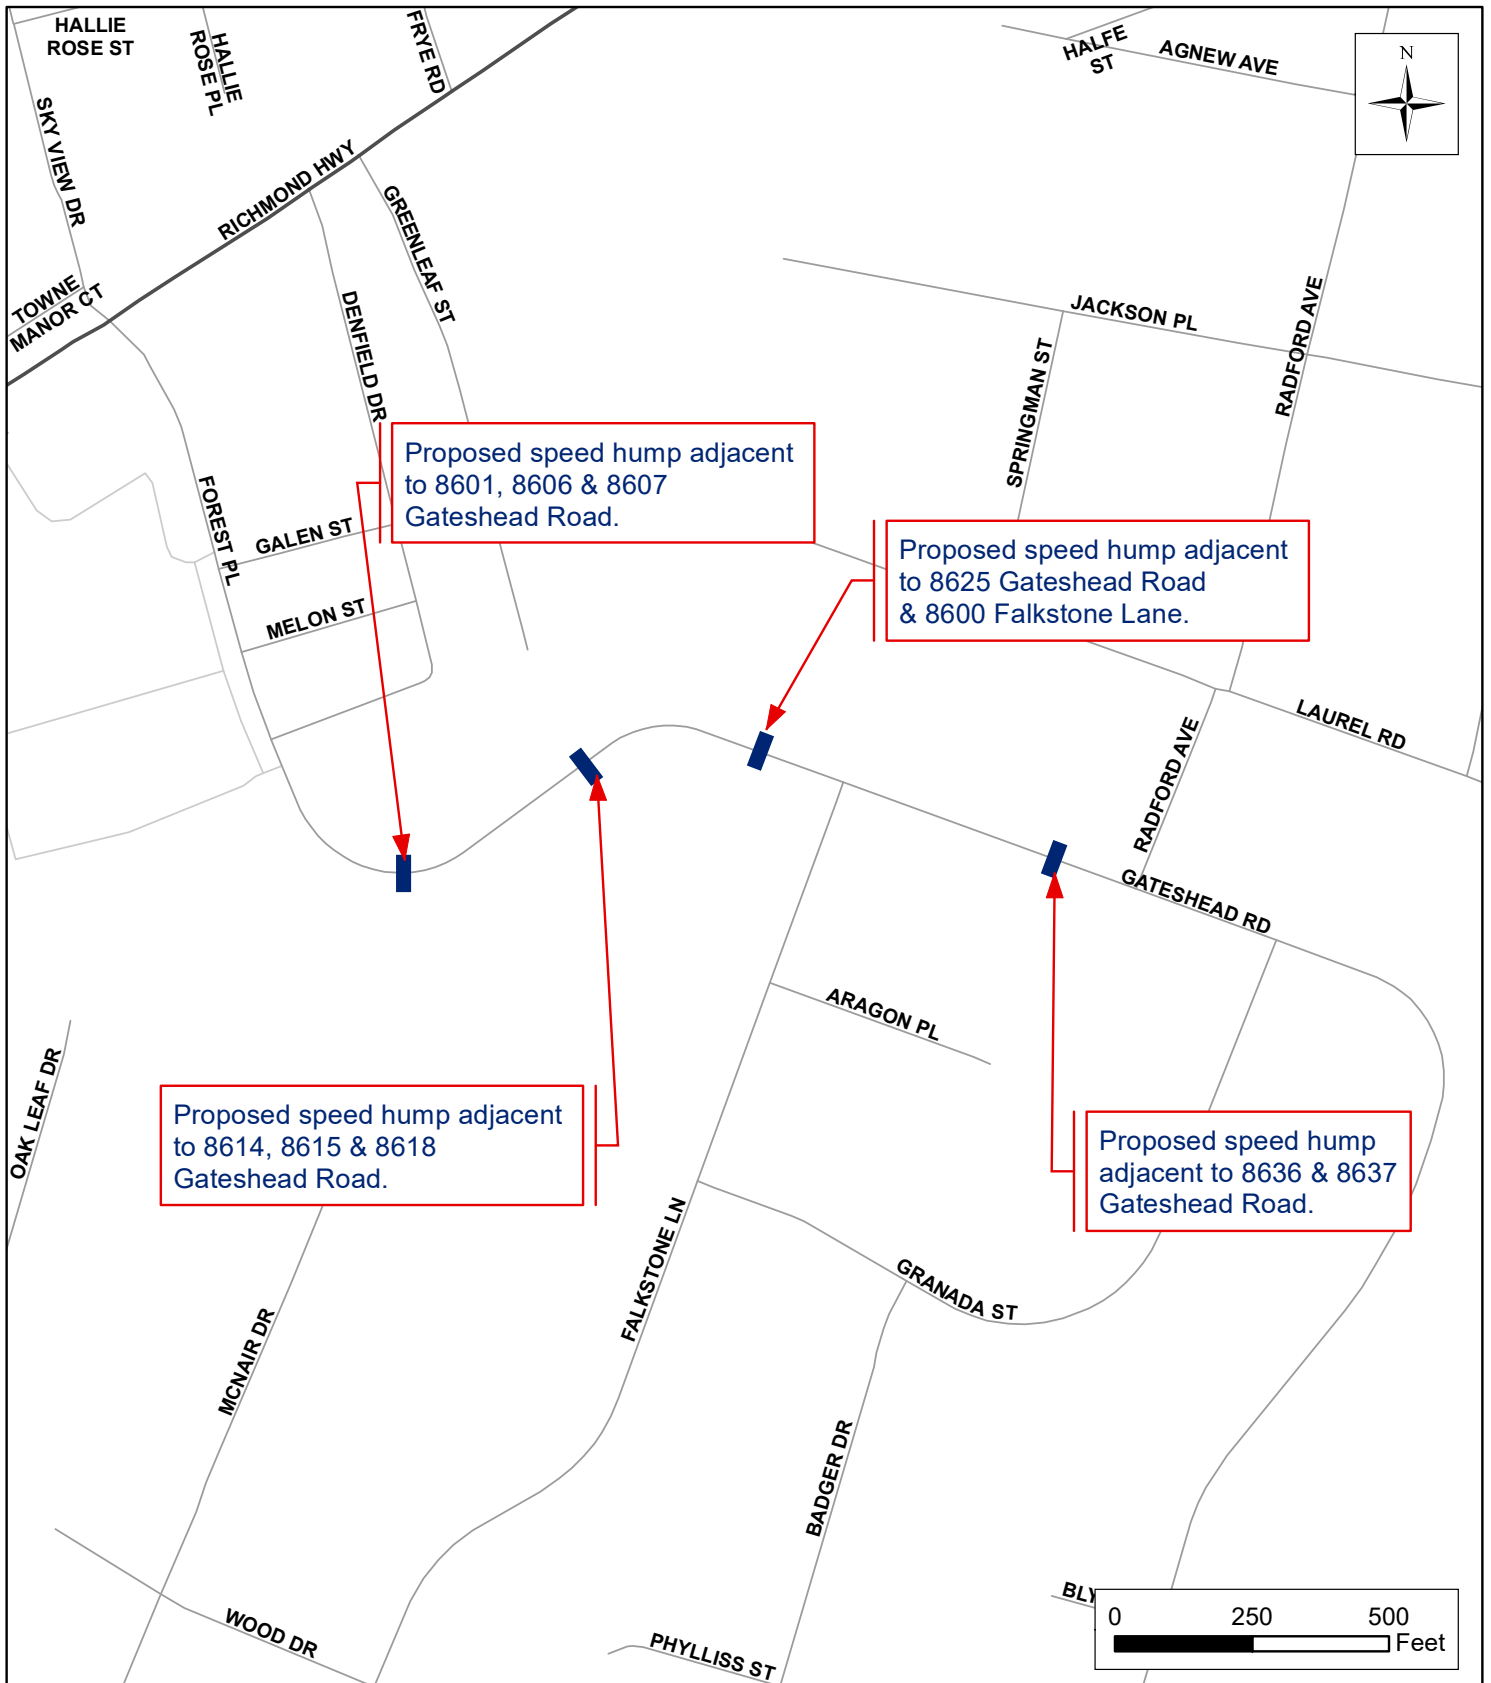 HALLIE
ROSE ST
HALLIE
ROSE PL
FRYE RD
HALFE
ST
AGNEW AVE
N
SKY VIEW DR
RICHMOND HWY
GREENLEAF ST
TOWNE
MANOR CT
DENFIELD DR
JACKSON PL
RADFORD AVE
SPRINGMAN ST
Proposed speed hump adjacent
to 8601, 8606 & 8607
Gateshead Road.
FOREST PL
GALEN ST
MELON ST
Proposed speed hump adjacent
to 8625 Gateshead Road
& 8600 Falkstone Lane.
LAUREL RD
RADFORD AVE
GATESHEAD RD
ARAGON PL
OAK LEAF DR
Proposed speed hump adjacent
to 8614, 8615 & 8618
Gateshead Road.
Proposed speed hump
adjacent to 8636 & 8637
Gateshead Road.
FALKSTONE LN
GRANADA ST
MCNAIR DR
BADGER DR
WOOD DR
PHYLLISS ST
BLY
0 250 500
Feet